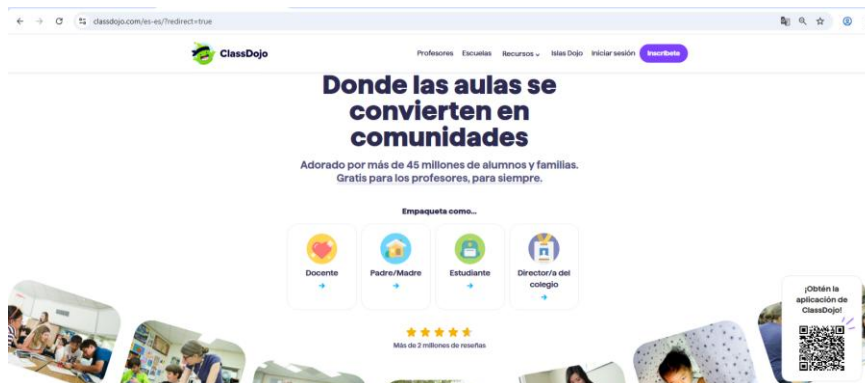 classdojo.com/es-es/?redirect=true
ClassDojo
Profesores Escuelas Recursos Islas Dojo Iniciar sesión Inscríbete
Donde las aulas se
convierten en
comunidades
Adorado por más de 45 millones de alumnos y familias.
Gratis para los profesores, para siempre.
Empaqueta como...
Docente
Padre/Madre
Estudiante
Director/a del
colegio
Más de 2 millones de reseñas
¡Obtén la
aplicación de
ClassDojo!